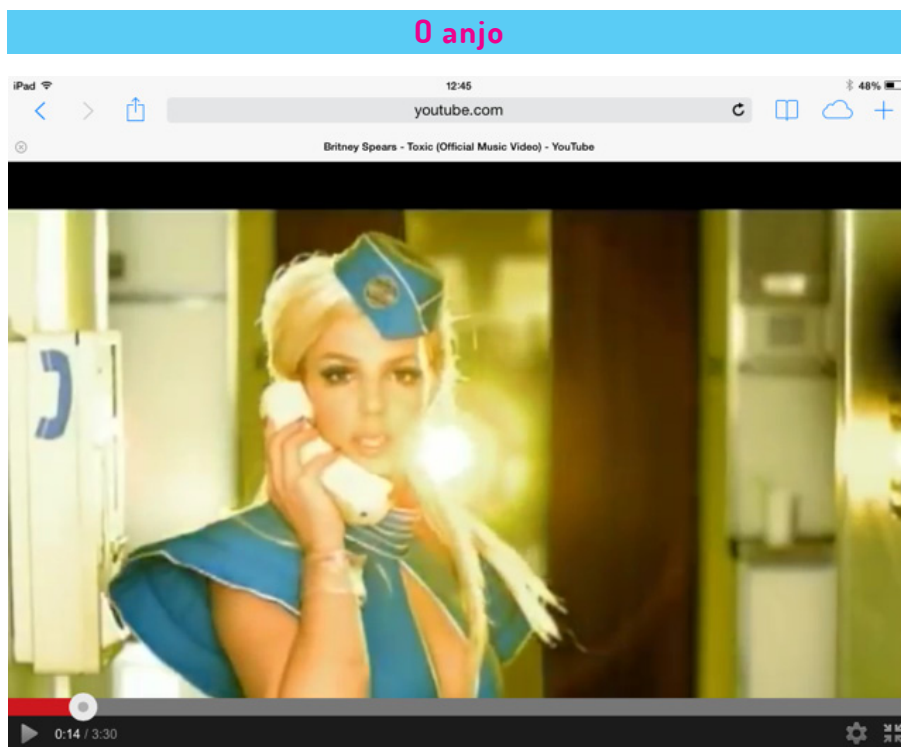 O anjo
iPad 12:45 48%
youtube.com
Britney Spears - Toxic (Official Music Video) - YouTube
0:14 / 3:30